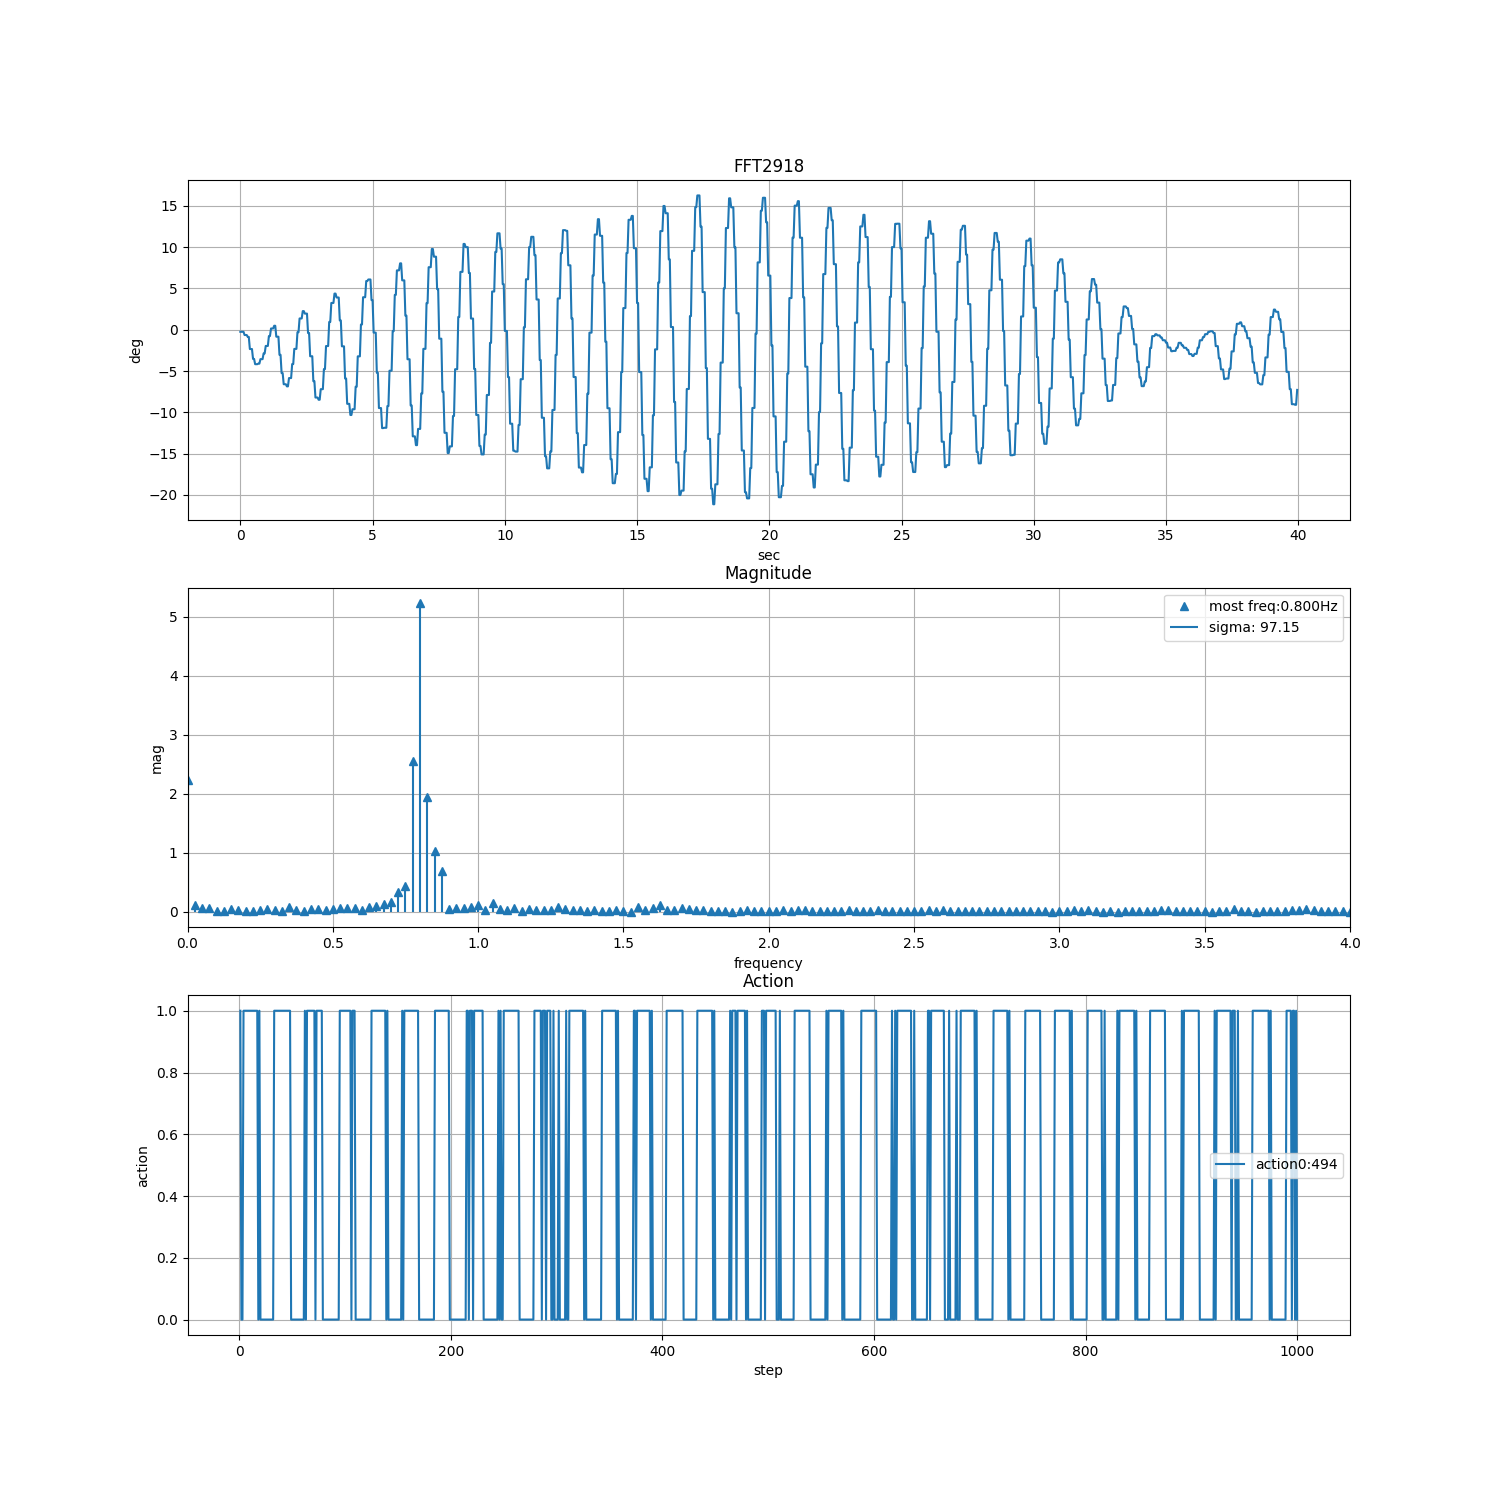 FFT2918
15
10
5
0
−5
−10
−15
−20
deg
0 5 10 15 20 25 30 35 40
sec
Magnitude
most freq:0.800Hz
sigma: 97.15
5
4
3
2
1
0
mag
0.0 0.5 1.0 1.5 2.0 2.5 3.0 3.5 4.0
frequency
Action
1.0
0.8
0.6
0.4
0.2
0.0
action
action0:494
0 200 400 600 800 1000
step